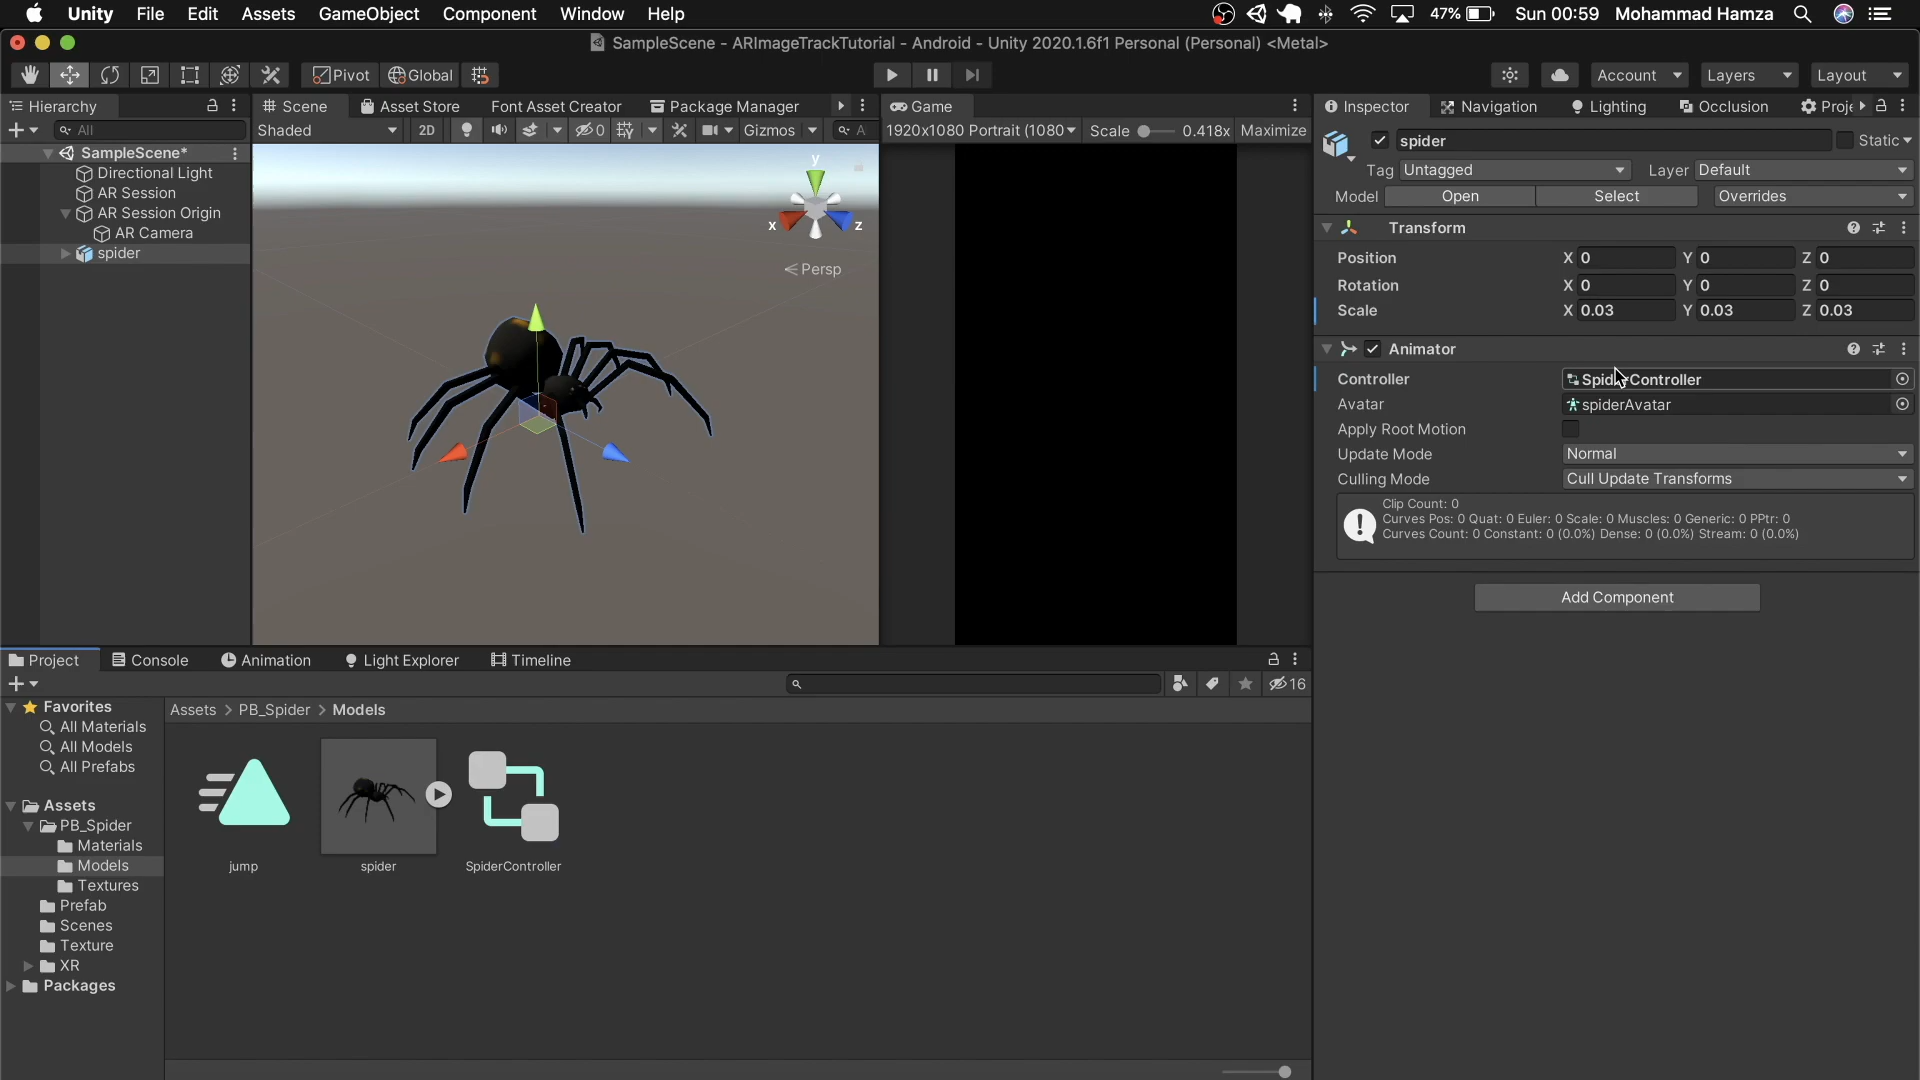 Unity File Edit Assets GameObject Component Window Help 47% Sun 00:59 Mohammad Hamza
SampleScene - ARImageTrackTutorial - Android - Unity 2020.1.6f1 Personal (Personal) <Metal>
Pivot Global Account Layers Layout
Hierarchy Scene Asset Store Font Asset Creator Package Manager Game Inspector Navigation Lighting Occlusion Proje
All Shaded 2D 0 Gizmos A 1920x1080 Portrait (1080 Scale 0.418x Maximize
SampleScene*
Directional Light
AR Session
AR Session Origin
AR Camera
spider
y
x
z
Persp
spider Static
Tag Untagged Layer Default
Model Open Select Overrides
Transform
Position X 0 Y 0 Z 0
Rotation X 0 Y 0 Z 0
Scale X 0.03 Y 0.03 Z 0.03
Animator
Controller SpiderController
Avatar spiderAvatar
Apply Root Motion
Update Mode Normal
Culling Mode Cull Update Transforms
Clip Count: 0
Curves Pos: 0 Quat: 0 Euler: 0 Scale: 0 Muscles: 0 Generic: 0 PPtr: 0
Curves Count: 0 Constant: 0 (0.0%) Dense: 0 (0.0%) Stream: 0 (0.0%)
Add Component
Project Console Animation Light Explorer Timeline
16
Favorites
All Materials
All Models
All Prefabs
Assets
PB_Spider
Materials
Models
Textures
Prefab
Scenes
Texture
XR
Packages
Assets > PB_Spider > Models
jump spider SpiderController